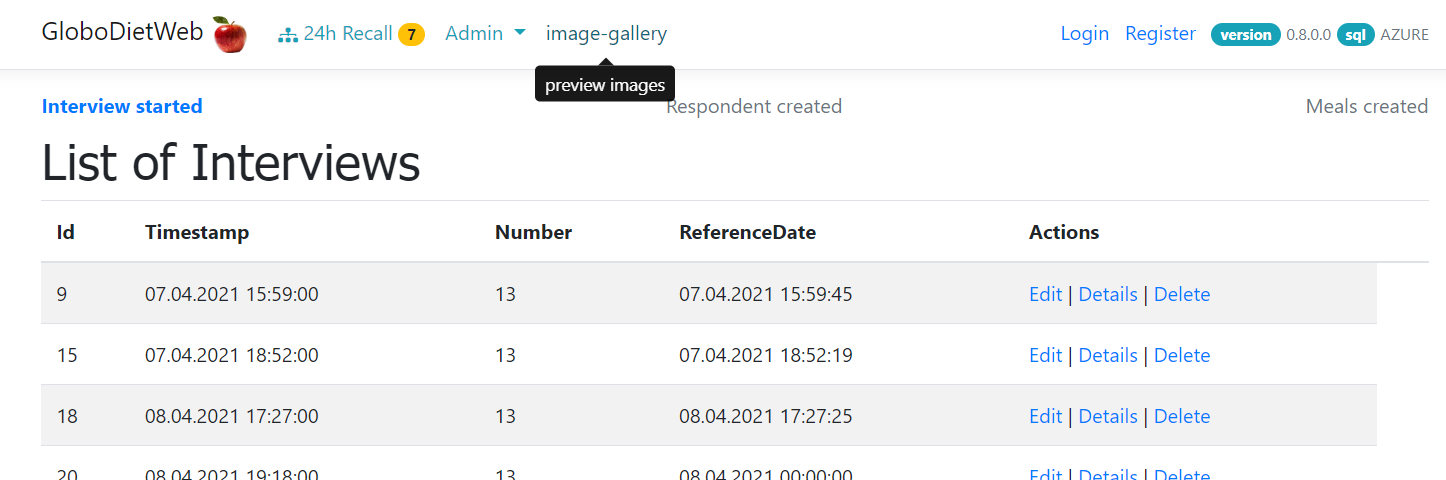 GloboDietWeb 24h Recall 7 Admin image-gallery Login Register version 0.8.0.0 sql AZURE
preview images
Interview started Respondent created Meals created
List of Interviews
Id Timestamp Number ReferenceDate Actions
9 07.04.2021 15:59:00 13 07.04.2021 15:59:45 Edit | Details | Delete
15 07.04.2021 18:52:00 13 07.04.2021 18:52:19 Edit | Details | Delete
18 08.04.2021 17:27:00 13 08.04.2021 17:27:25 Edit | Details | Delete
20 08.04.2021 19:18:00 13 08.04.2021 00:00:00 Edit | Details | Delete